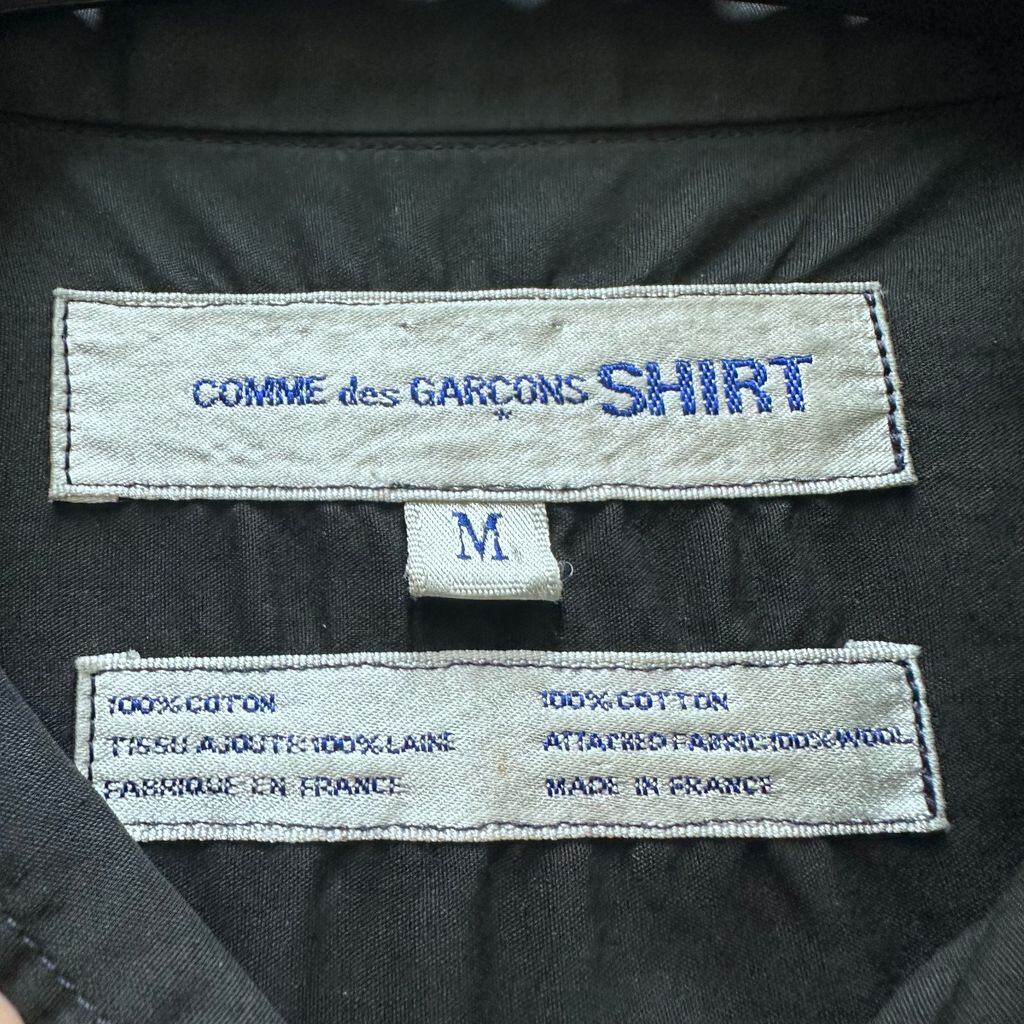 COMME des GARÇONS SHIRT
M
100% COTON
TISSU AJOUTE:100% LAINE
FABRIQUE EN FRANCE
100% COTTON
ATTACHED FABRIC:100% WOOL
MADE IN FRANCE